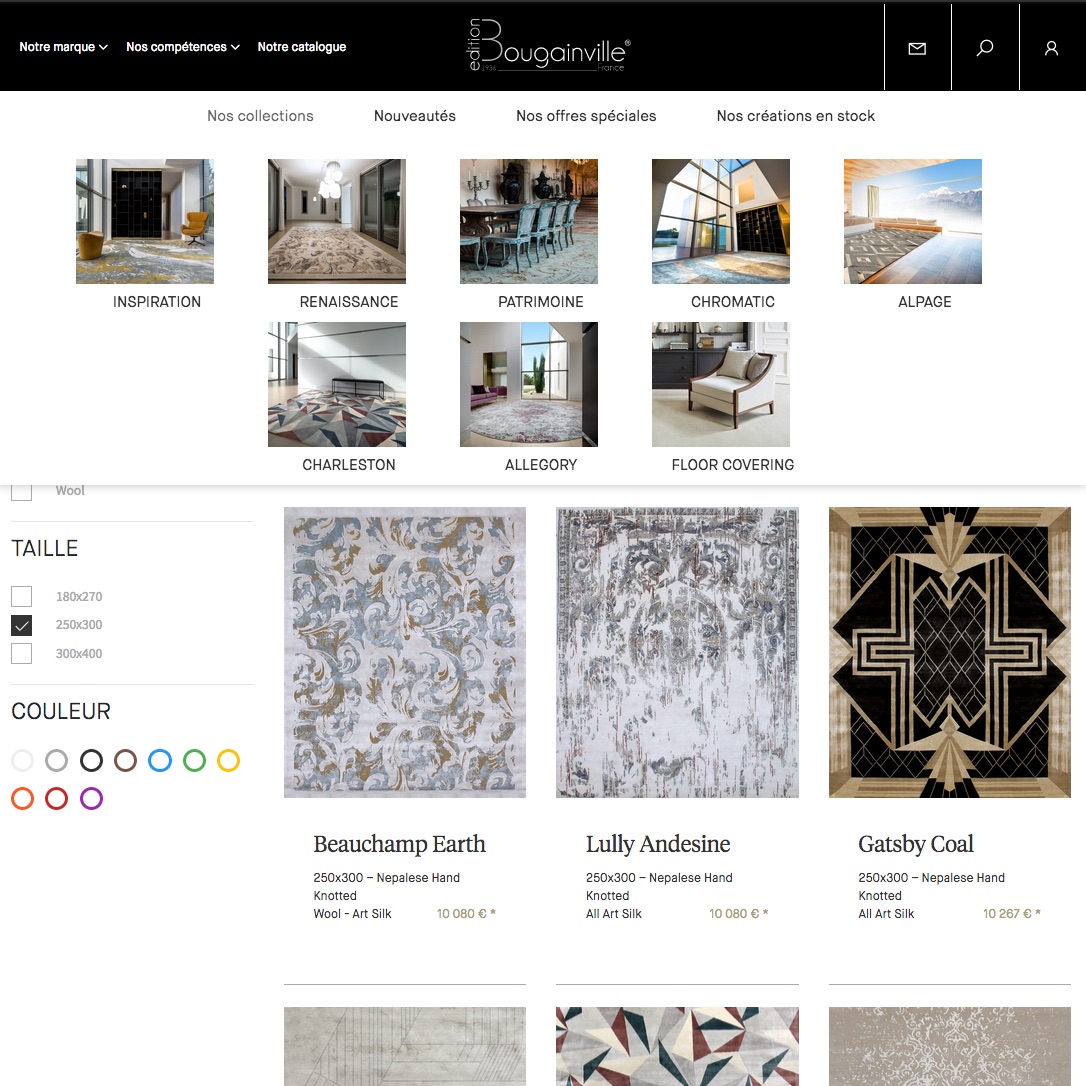 Notre marque
Nos compétences
Notre catalogue
edition
Bougainville®
1936
France
Nos collections
Nouveautés
Nos offres spéciales
Nos créations en stock
INSPIRATION
RENAISSANCE
PATRIMOINE
CHROMATIC
ALPAGE
CHARLESTON
ALLEGORY
FLOOR COVERING
Wool
TAILLE
180x270
250x300
300x400
COULEUR
Beauchamp Earth
250x300 – Nepalese Hand
Knotted
Wool - Art Silk
10 080 € *
Lully Andesine
250x300 – Nepalese Hand
Knotted
All Art Silk
10 080 € *
Gatsby Coal
250x300 – Nepalese Hand
Knotted
All Art Silk
10 267 € *